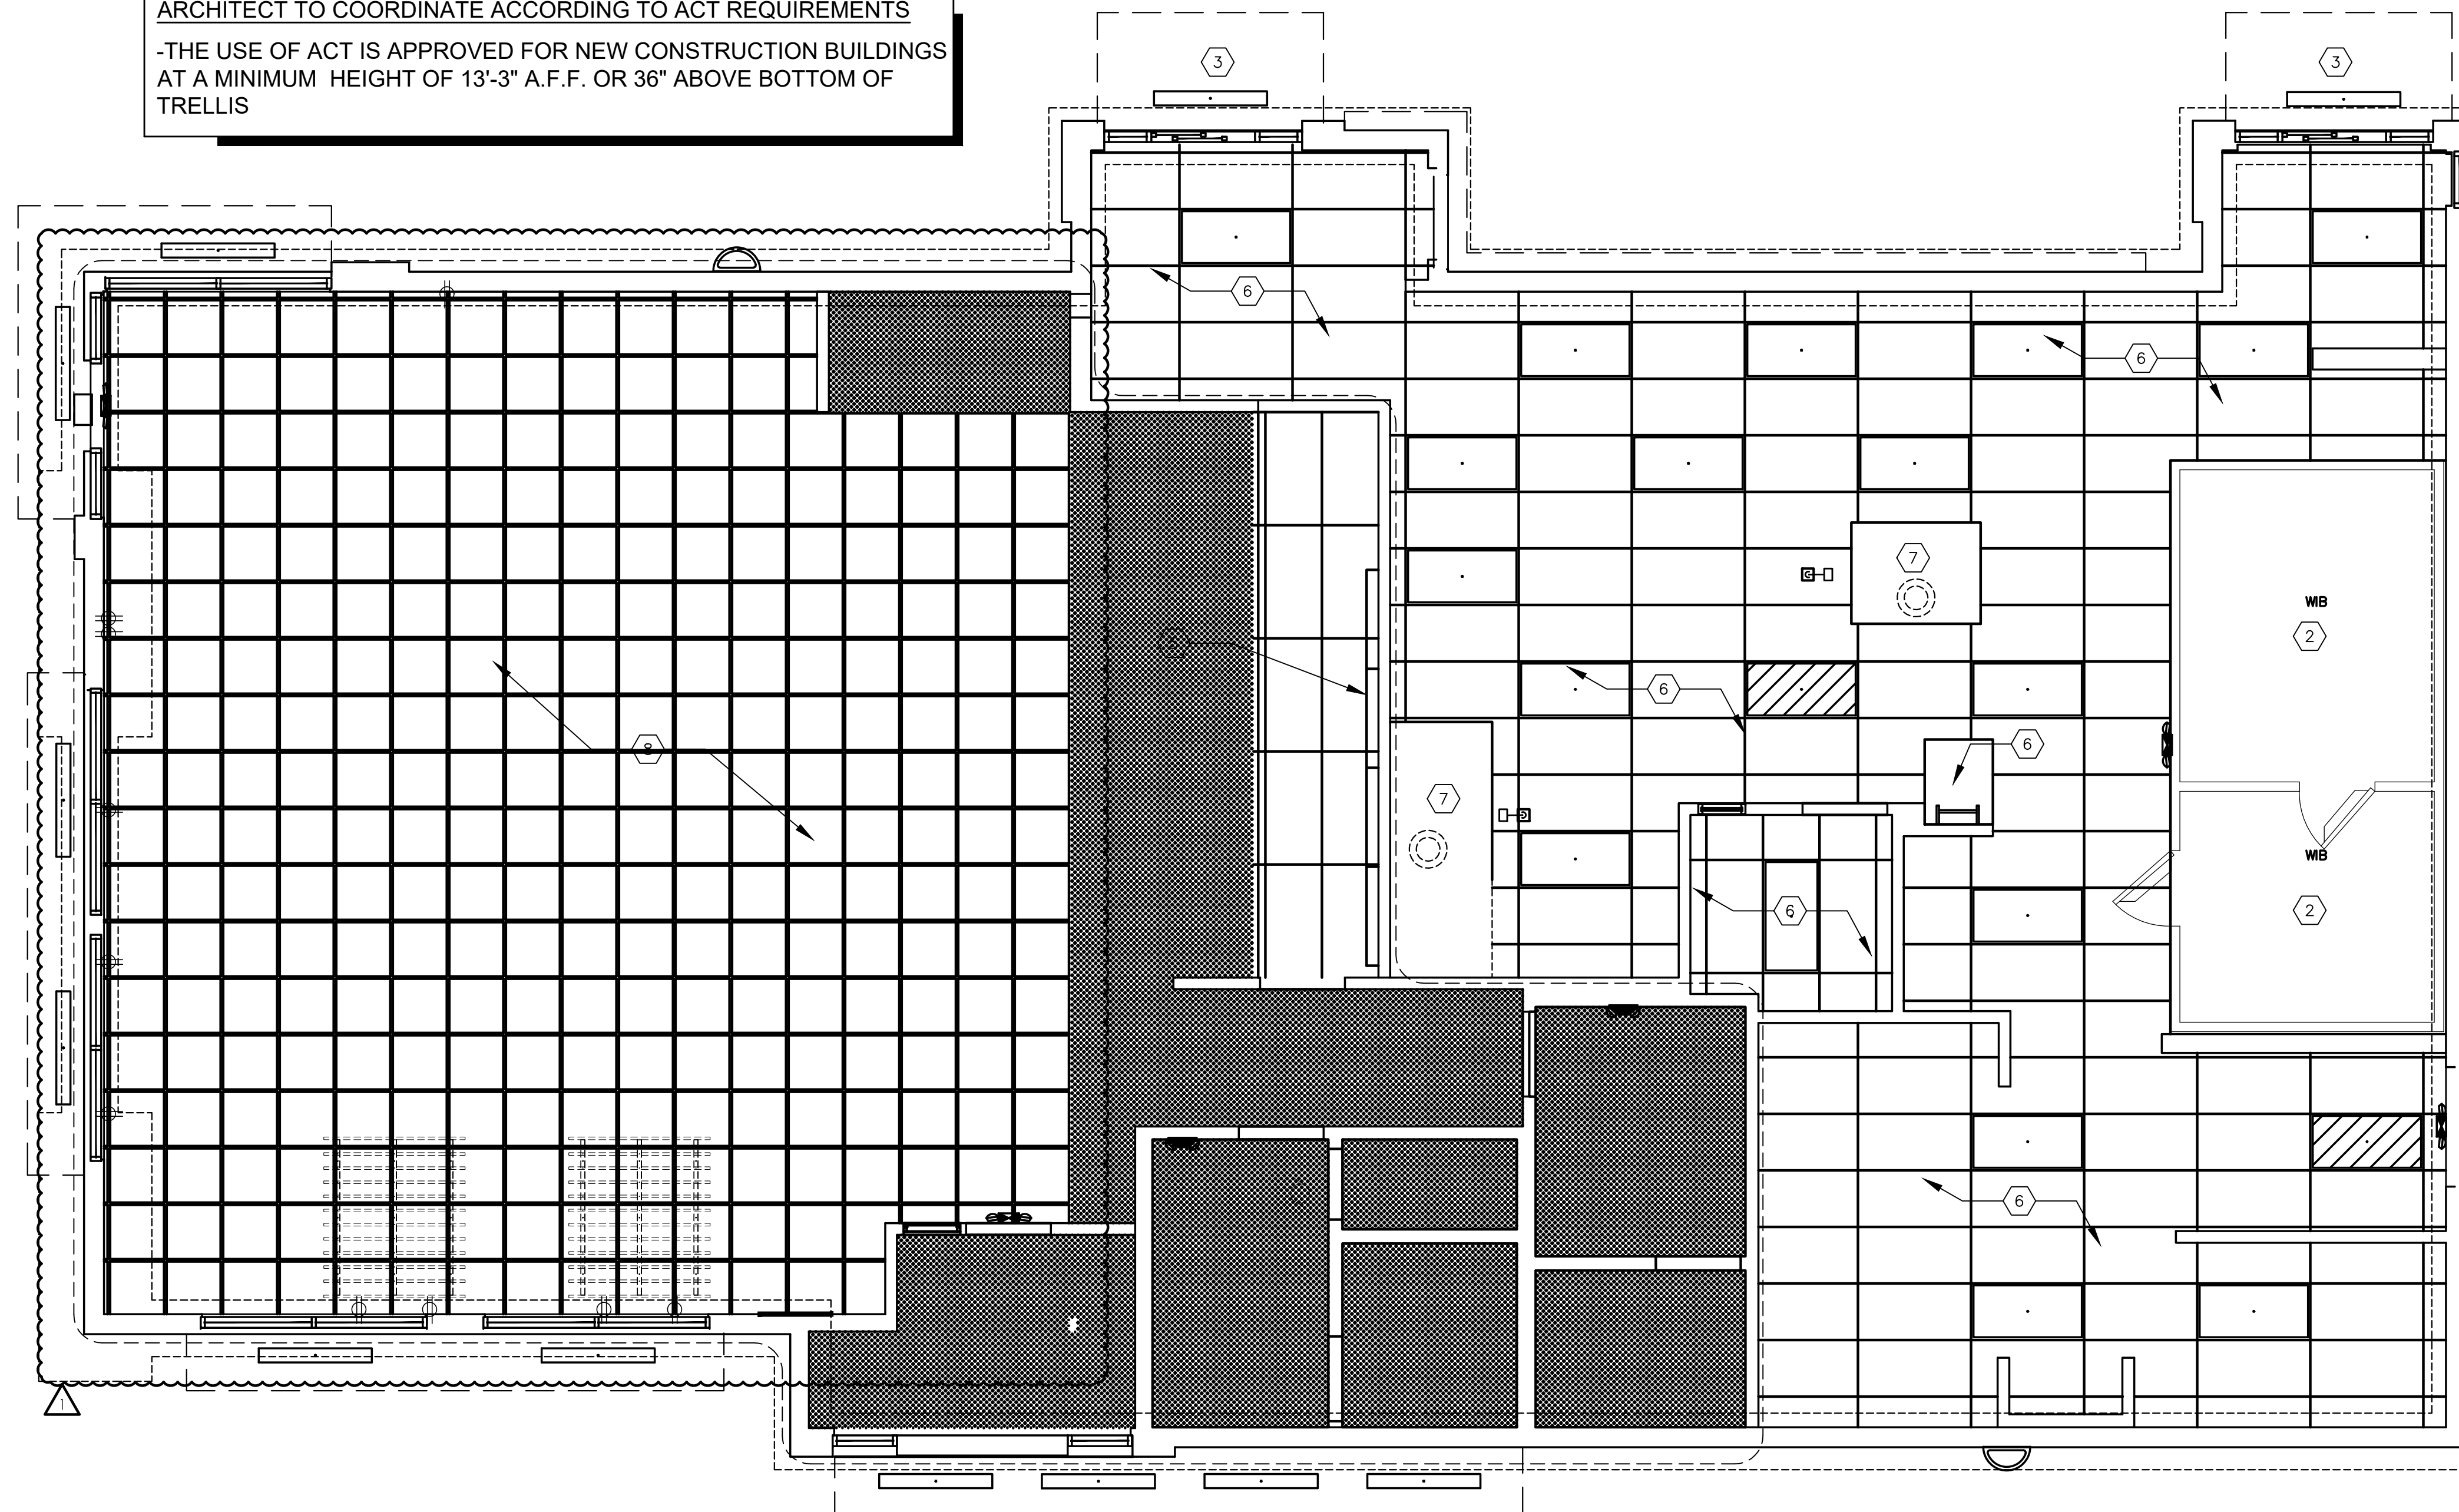 ARCHITECT TO COORDINATE ACCORDING TO ACT REQUIREMENTS
-THE USE OF ACT IS APPROVED FOR NEW CONSTRUCTION BUILDINGS
AT A MINIMUM HEIGHT OF 13'-3" A.F.F. OR 36" ABOVE BOTTOM OF
TRELLIS
3
3
6
6
7
WIB
2
6
6
8
7
WIB
6
2
6
1